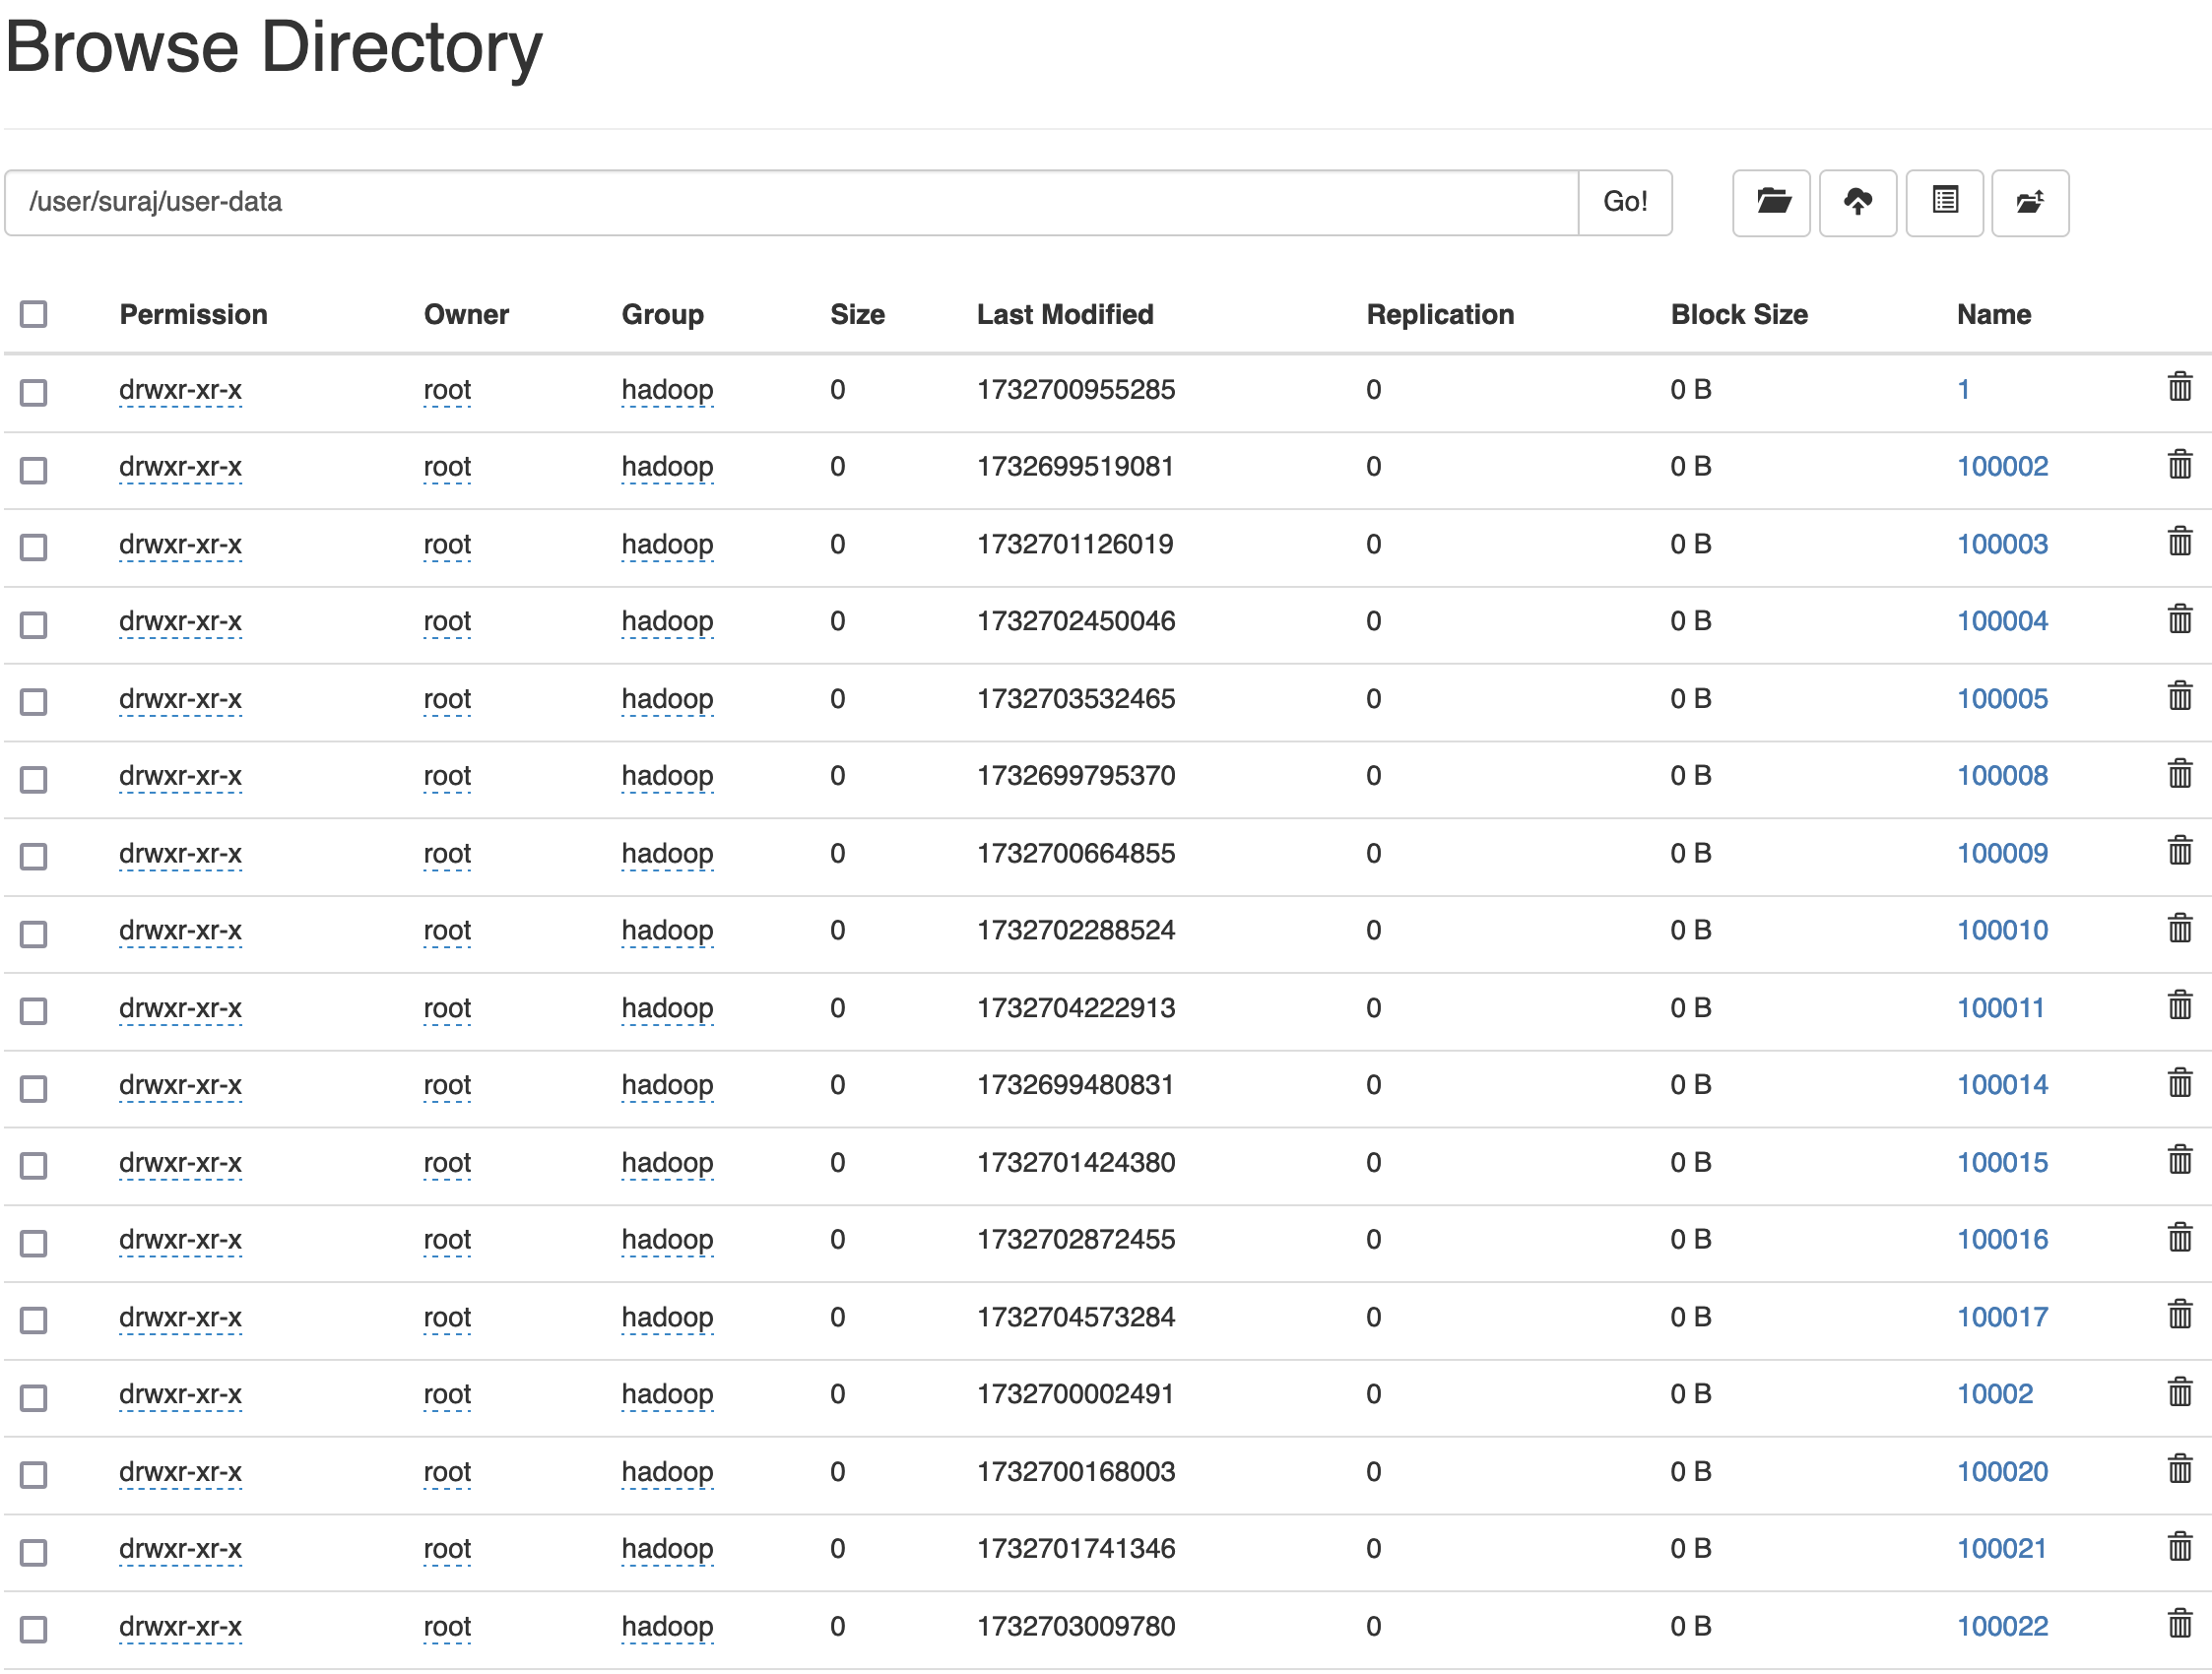 Browse Directory
/user/suraj/user-data Go!
Permission Owner Group Size Last Modified Replication Block Size Name
drwxr-xr-x root hadoop 0 1732700955285 0 0 B 1
drwxr-xr-x root hadoop 0 1732699519081 0 0 B 100002
drwxr-xr-x root hadoop 0 1732701126019 0 0 B 100003
drwxr-xr-x root hadoop 0 1732702450046 0 0 B 100004
drwxr-xr-x root hadoop 0 1732703532465 0 0 B 100005
drwxr-xr-x root hadoop 0 1732699795370 0 0 B 100008
drwxr-xr-x root hadoop 0 1732700664855 0 0 B 100009
drwxr-xr-x root hadoop 0 1732702288524 0 0 B 100010
drwxr-xr-x root hadoop 0 1732704222913 0 0 B 100011
drwxr-xr-x root hadoop 0 1732699480831 0 0 B 100014
drwxr-xr-x root hadoop 0 1732701424380 0 0 B 100015
drwxr-xr-x root hadoop 0 1732702872455 0 0 B 100016
drwxr-xr-x root hadoop 0 1732704573284 0 0 B 100017
drwxr-xr-x root hadoop 0 1732700002491 0 0 B 10002
drwxr-xr-x root hadoop 0 1732700168003 0 0 B 100020
drwxr-xr-x root hadoop 0 1732701741346 0 0 B 100021
drwxr-xr-x root hadoop 0 1732703009780 0 0 B 100022